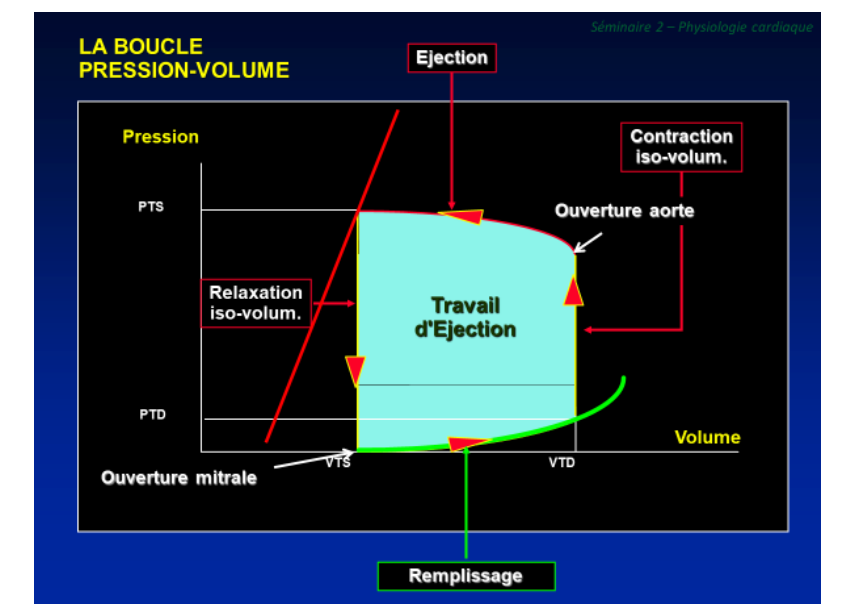 Séminaire 2 – Physiologie cardiaque
LA BOUCLE
PRESSION-VOLUME
Ejection
Pression
Contraction
iso-volum.
PTS
Ouverture aorte
Relaxation
iso-volum.
Travail
d'Ejection
PTD
Volume
VTS
VTD
Ouverture mitrale
Remplissage